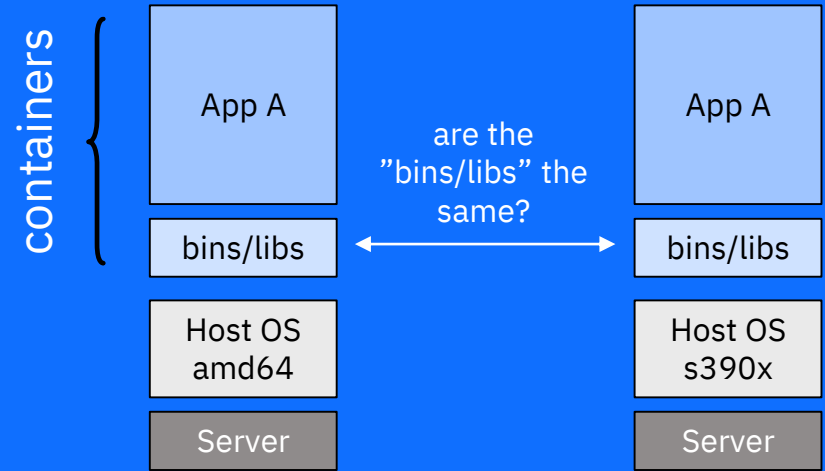 containers
App A
bins/libs
Host OS
amd64
Server
are the
”bins/libs” the
same?
App A
bins/libs
Host OS
s390x
Server